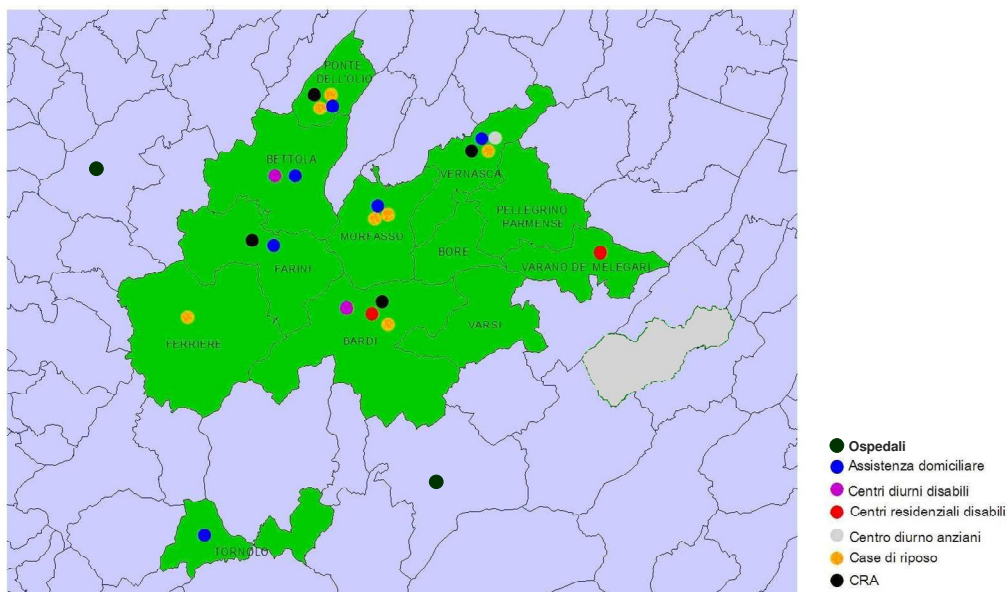 PONTE
DELL'OLIO
BETTOLA
VERNASCA
MORFASSO
PELLEGRINO
PARMENSE
BORE
FARINI
VARANO DE' MELEGARI
VARSI
BARDI
FERRIERE
TORNOLO
Ospedali
Assistenza domiciliare
Centri diurni disabili
Centri residenziali disabili
Centro diurno anziani
Case di riposo
CRA